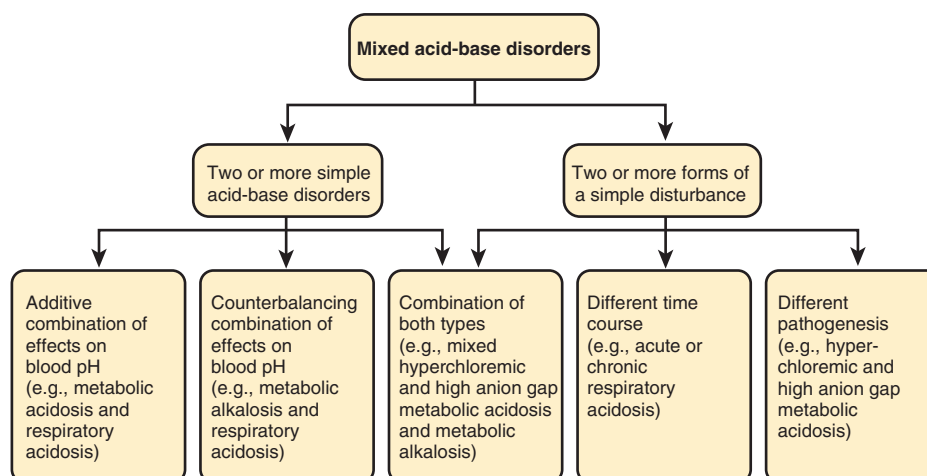 Mixed acid-base disorders
Two or more simple
acid-base disorders
Two or more forms of
a simple disturbance
Additive
combination of
effects on
blood pH
(e.g., metabolic
acidosis and
respiratory
acidosis)
Counterbalancing
combination of
effects on
blood pH
(e.g., metabolic
alkalosis and
respiratory
acidosis)
Combination of
both types
(e.g., mixed
hyperchloremic
and high anion gap
metabolic acidosis
and metabolic
alkalosis)
Different time
course
(e.g., acute or
chronic
respiratory
acidosis)
Different
pathogenesis
(e.g., hyper-
chloremic and
high anion gap
metabolic
acidosis)